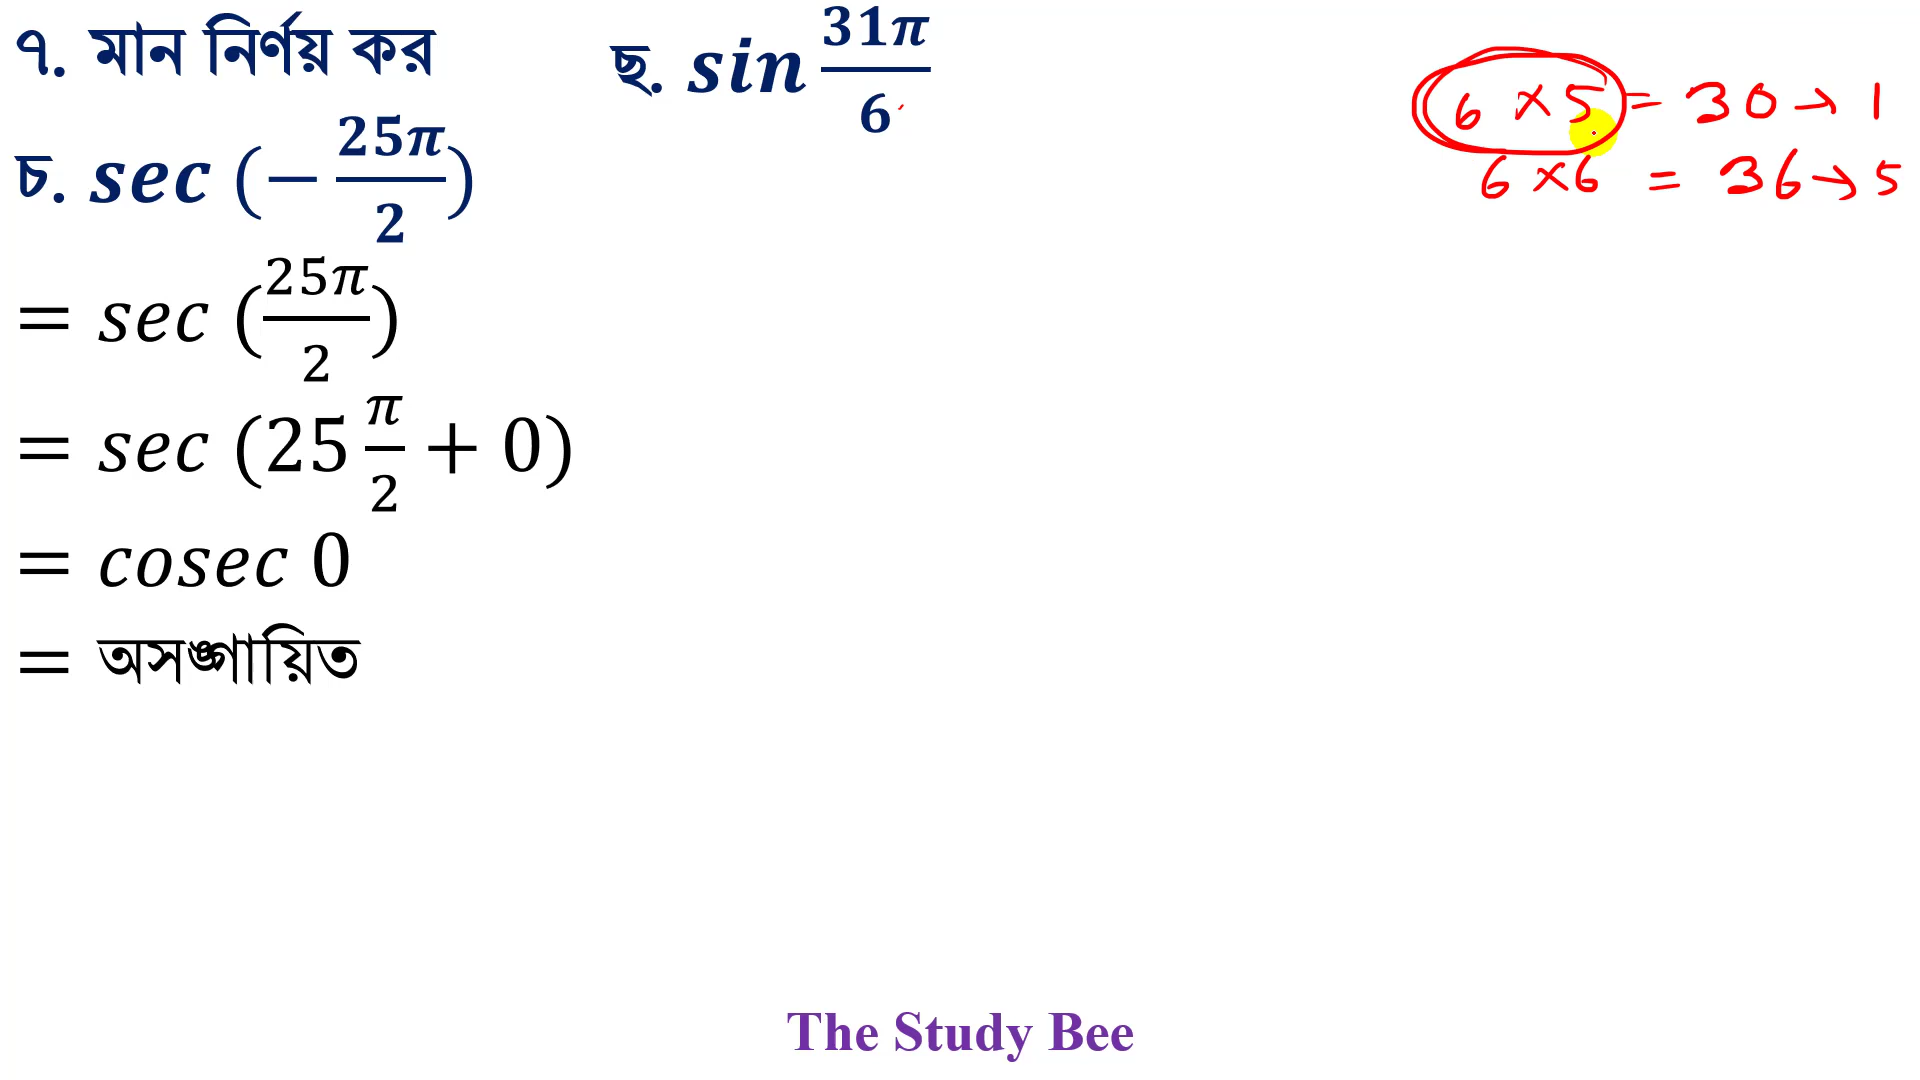 ৭. মান নির্ণয় কর
চ. sec (−25π/2)
= sec (25π/2)
= sec (25 π/2 + 0)
= cosec 0
= অসঙ্গায়িত
ছ. sin 31π/6
6 × 5 = 30 → 1
6 × 6 = 36 → 5
The Study Bee